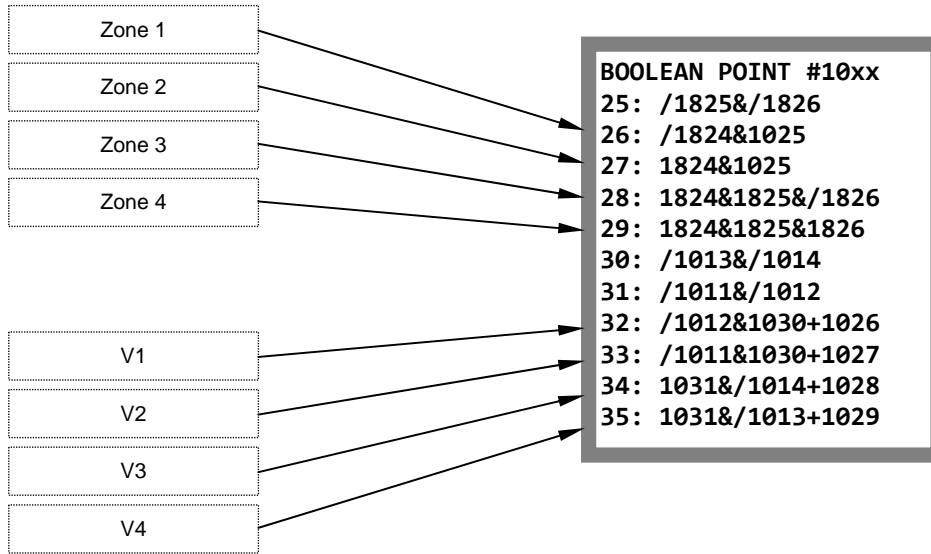 Zone 1
Zone 2
Zone 3
Zone 4
V1
V2
V3
V4
BOOLEAN POINT #10xx
25: /1825&/1826
26: /1824&1025
27: 1824&1025
28: 1824&1825&/1826
29: 1824&1825&1826
30: /1013&/1014
31: /1011&/1012
32: /1012&1030+1026
33: /1011&1030+1027
34: 1031&/1014+1028
35: 1031&/1013+1029